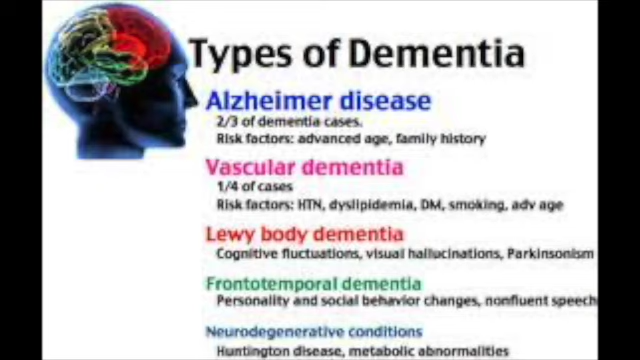 Types of Dementia
Alzheimer disease
2/3 of dementia cases.
Risk factors: advanced age, family history
Vascular dementia
1/4 of cases
Risk factors: HTN, dyslipidemia, DM, smoking, adv age
Lewy body dementia
Cognitive fluctuations, visual hallucinations, Parkinsonism
Frontotemporal dementia
Personality and social behavior changes, nonfluent speech
Neurodegenerative conditions
Huntington disease, metabolic abnormalities